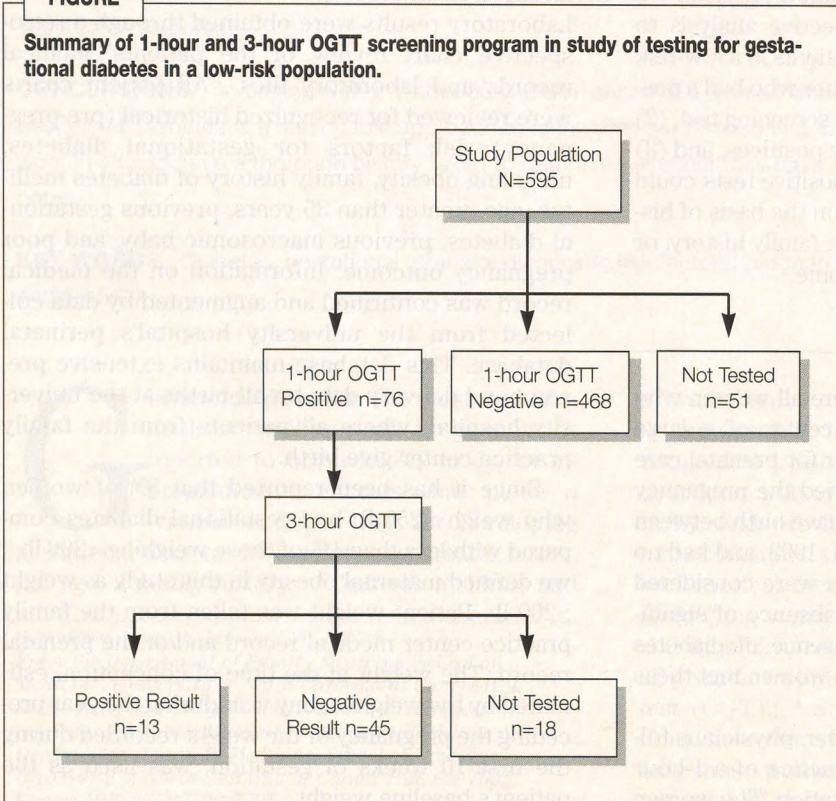 FIGURE
Summary of 1-hour and 3-hour OGTT screening program in study of testing for gesta-
tional diabetes in a low-risk population.
Study Population
N=595
1-hour OGTT
Positive n=76
1-hour OGTT
Negative n=468
Not Tested
n=51
3-hour OGTT
Positive Result
n=13
Negative
Result n=45
Not Tested
n=18